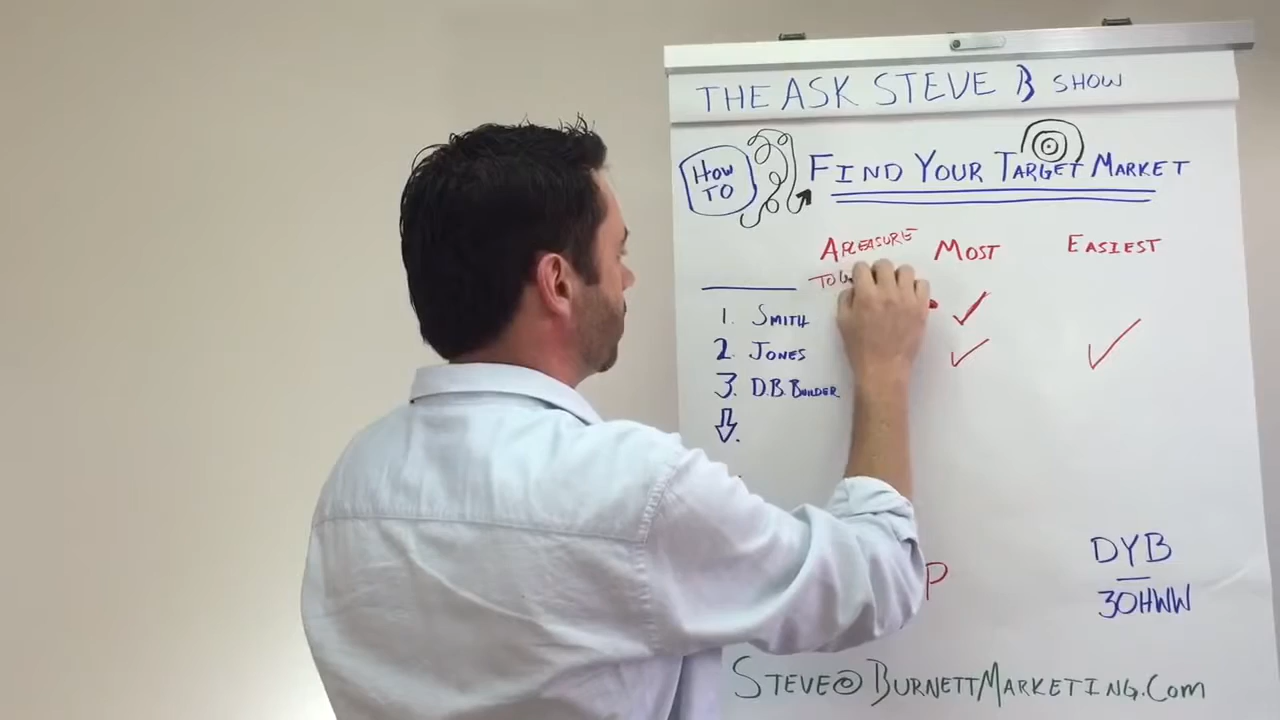 THE ASK STEVE B SHOW
HOW TO
FIND YOUR TARGET MARKET
A PLEASURE MOST EASIEST
TO
1. SMITH
2. JONES
3. D.B. BUILDER
P
DYB
30HWW
STEVE@BURNETTMARKETING.COM